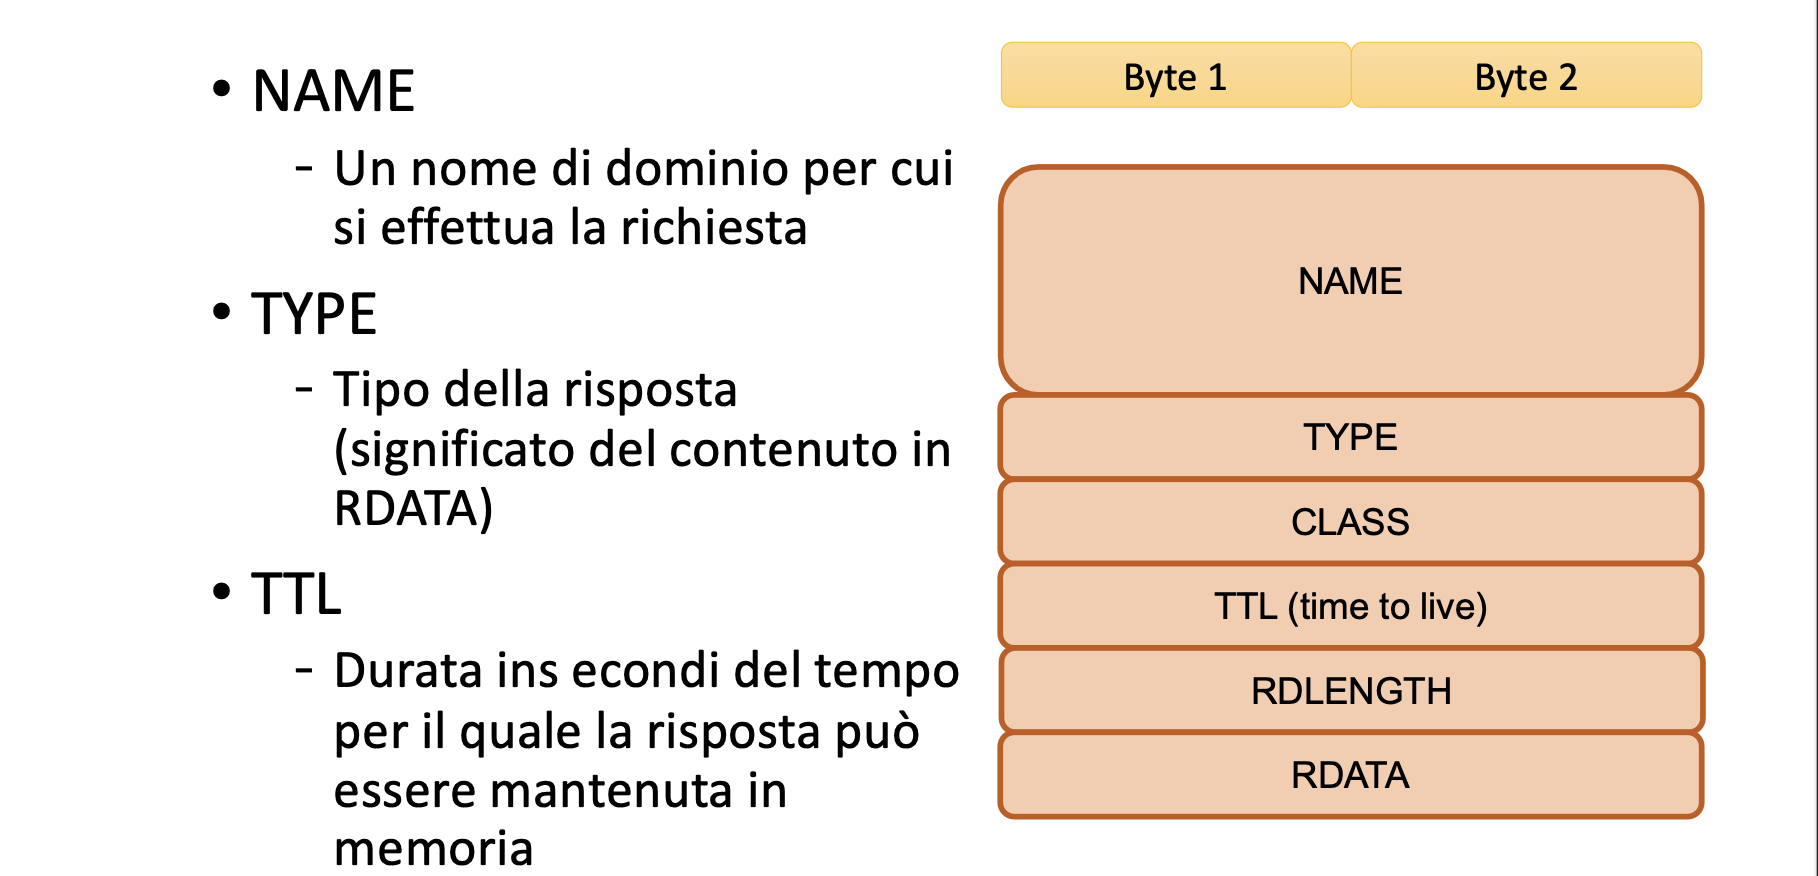 • NAME
- Un nome di dominio per cui
si effettua la richiesta
• TYPE
- Tipo della risposta
(significato del contenuto in
RDATA)
• TTL
- Durata ins econdi del tempo
per il quale la risposta può
essere mantenuta in
memoria
Byte 1 Byte 2
NAME
TYPE
CLASS
TTL (time to live)
RDLENGTH
RDATA